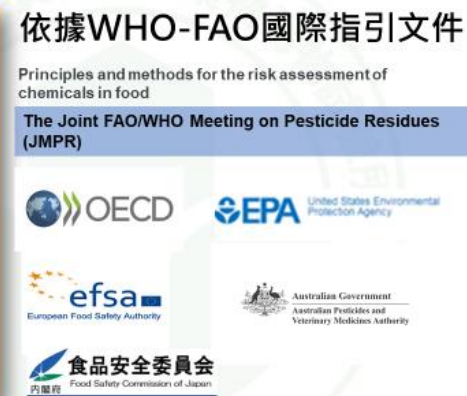 依據WHO-FAO國際指引文件
Principles and methods for the risk assessment of
chemicals in food
The Joint FAO/WHO Meeting on Pesticide Residues
(JMPR)
OECD
EPA
United States Environmental
Protection Agency
efsa
European Food Safety Authority
Australian Government
Australian Pesticides and
Veterinary Medicines Authority
食品安全委員会
Food Safety Commission of Japan
内閣府